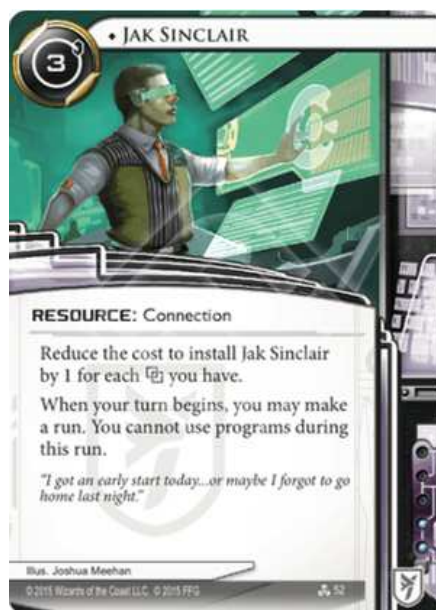 • JAK SINCLAIR
3
RESOURCE: Connection
Reduce the cost to install Jak Sinclair
by 1 for each you have.
When your turn begins, you may make
a run. You cannot use programs during
this run.
"I got an early start today...or maybe I forgot to go
home last night."
Illus. Joshua Meehan
© 2015 Wizards of the Coast LLC. © 2015 FFG
52